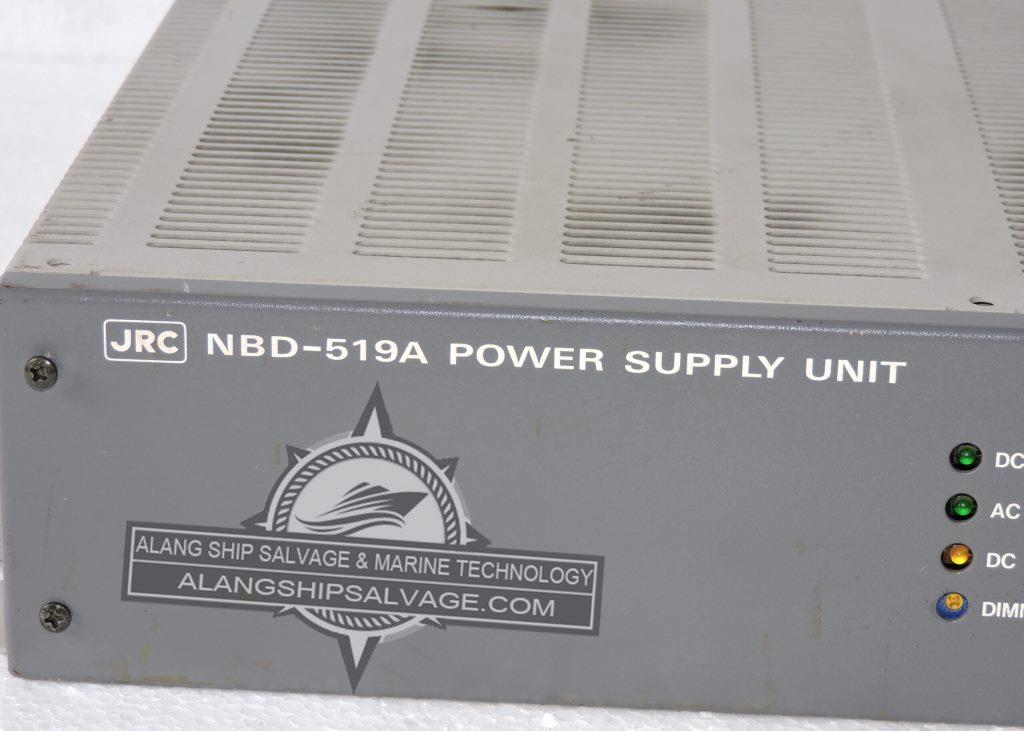 JRC NBD-519A POWER SUPPLY UNIT
DC
AC
DC
ALANG SHIP SALVAGE & MARINE TECHNOLOGY
ALANGSHIPSALVAGE.COM